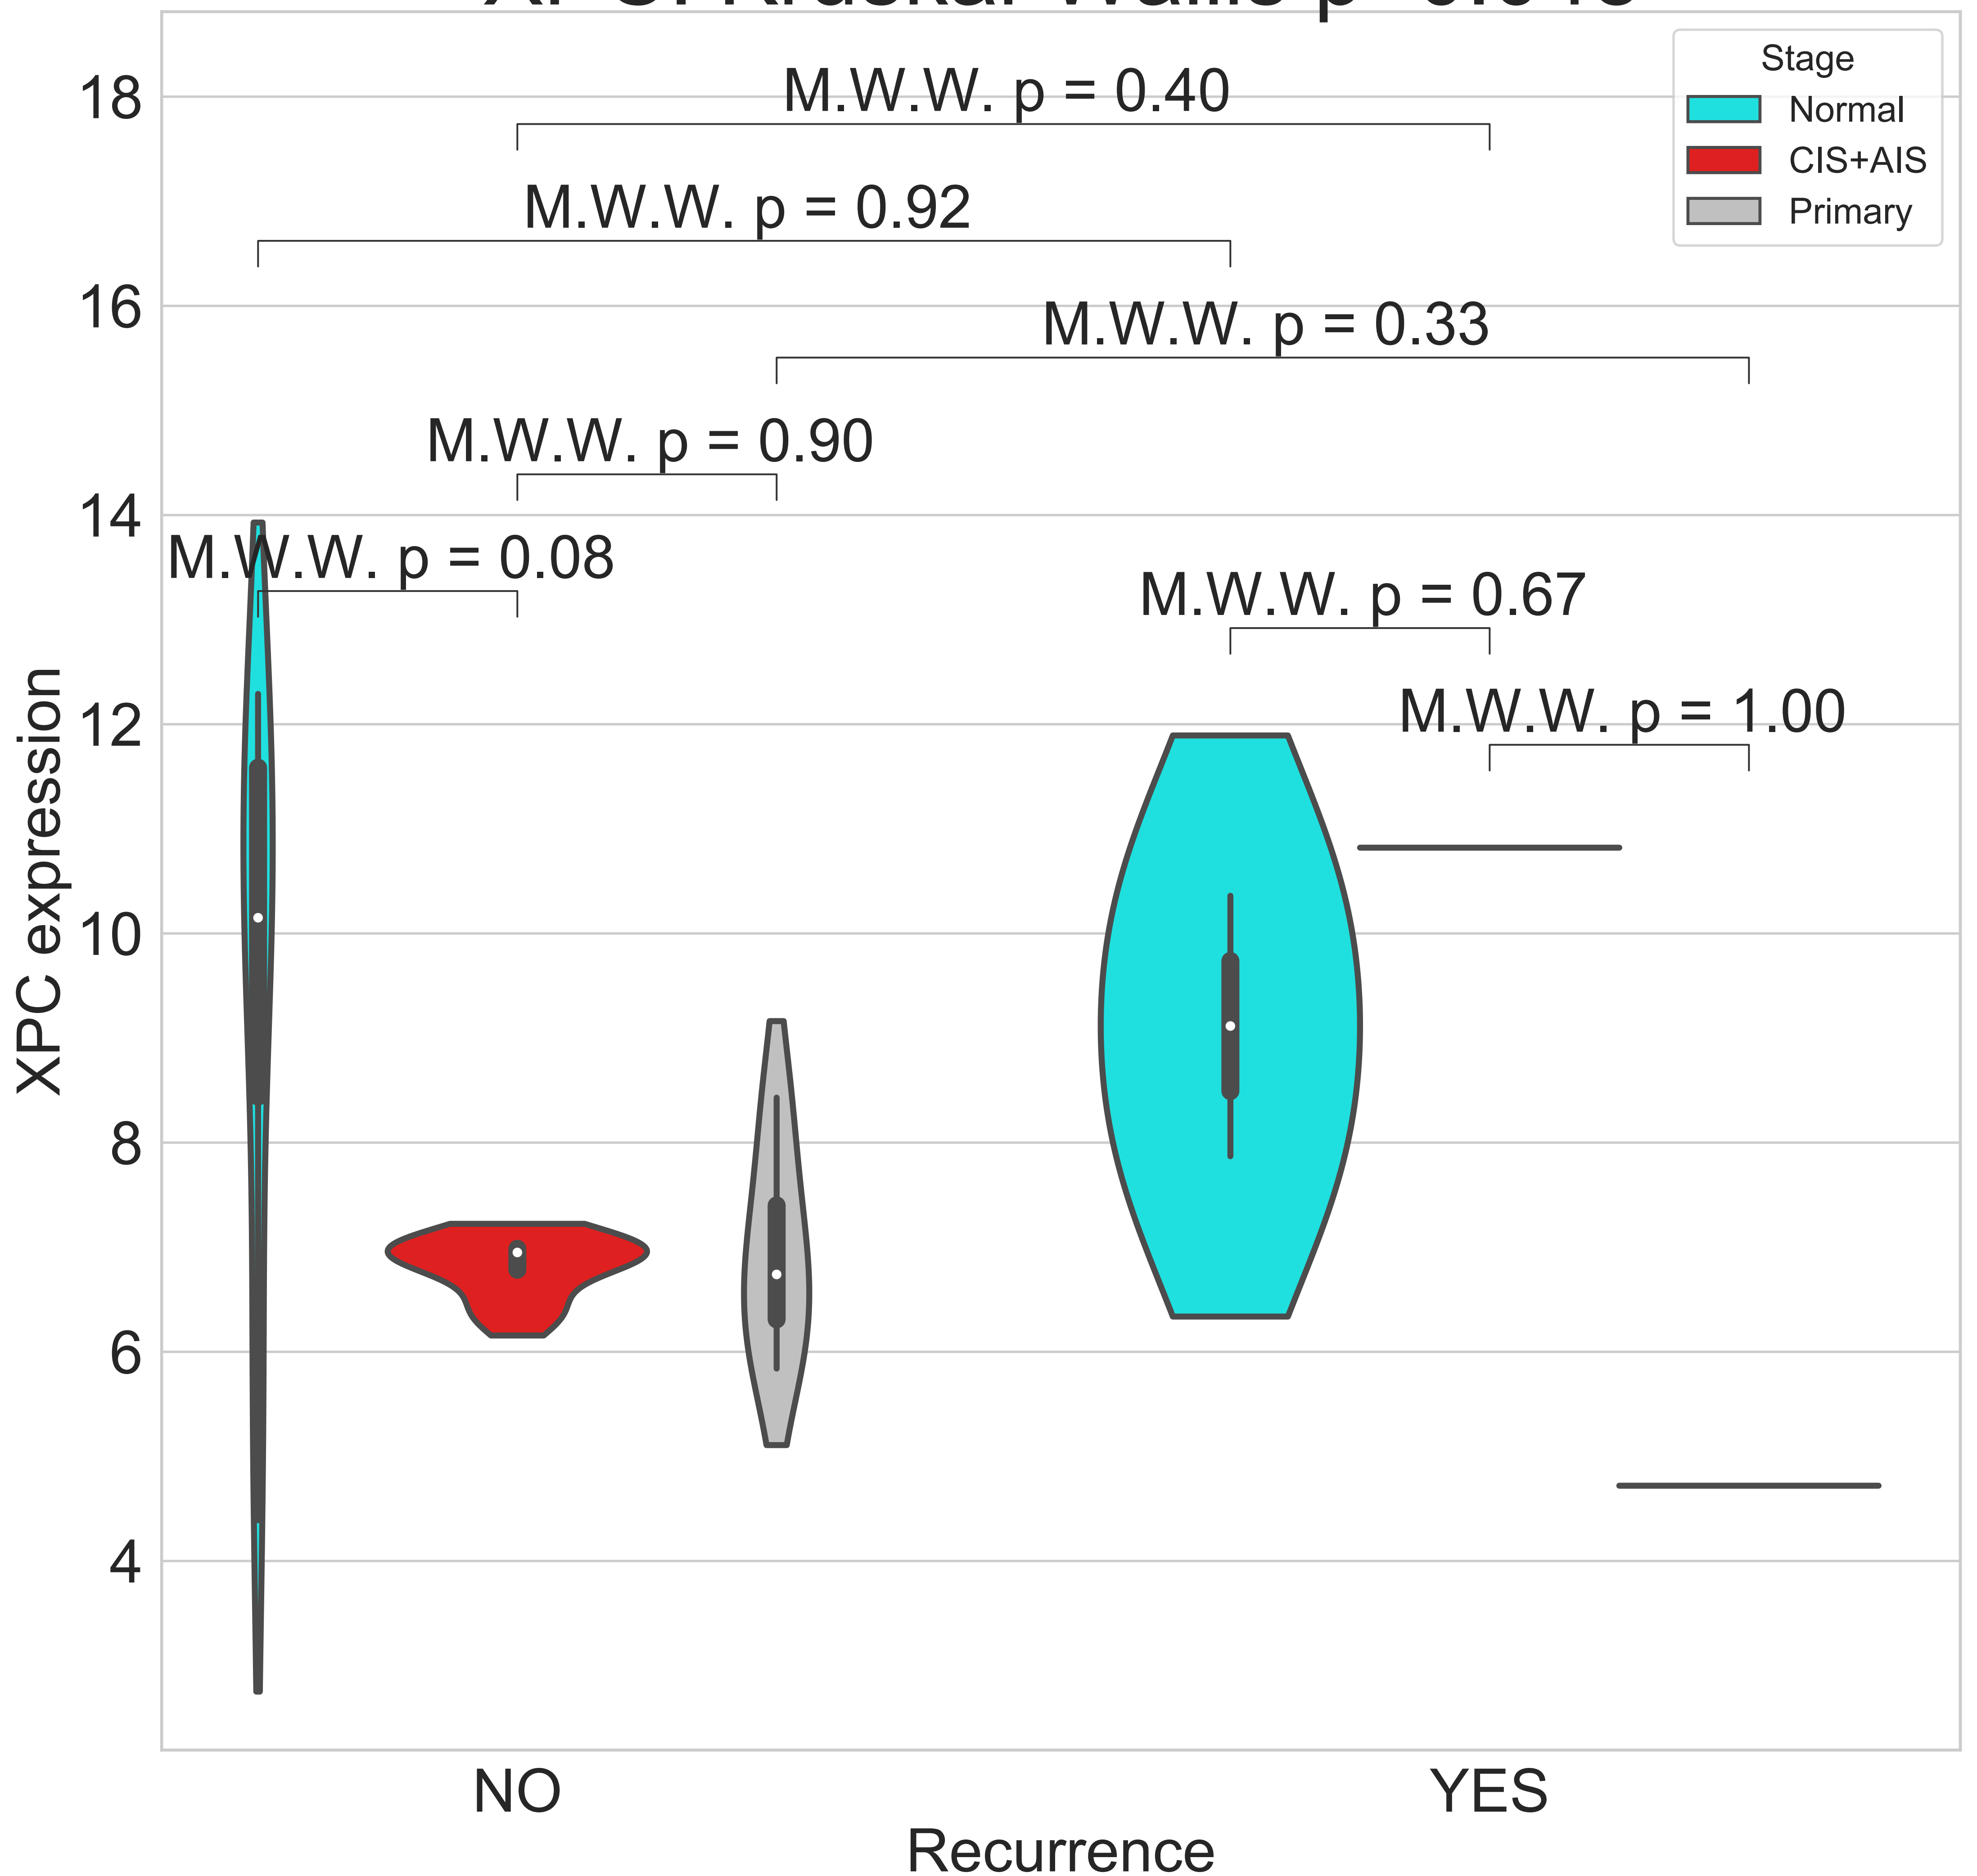 Stage
Normal
CIS+AIS
Primary
M.W.W. p = 0.40
M.W.W. p = 0.92
M.W.W. p = 0.33
M.W.W. p = 0.90
M.W.W. p = 0.08
M.W.W. p = 0.67
M.W.W. p = 1.00
18
16
14
12
10
8
6
4
XPC expression
NO
YES
Recurrence